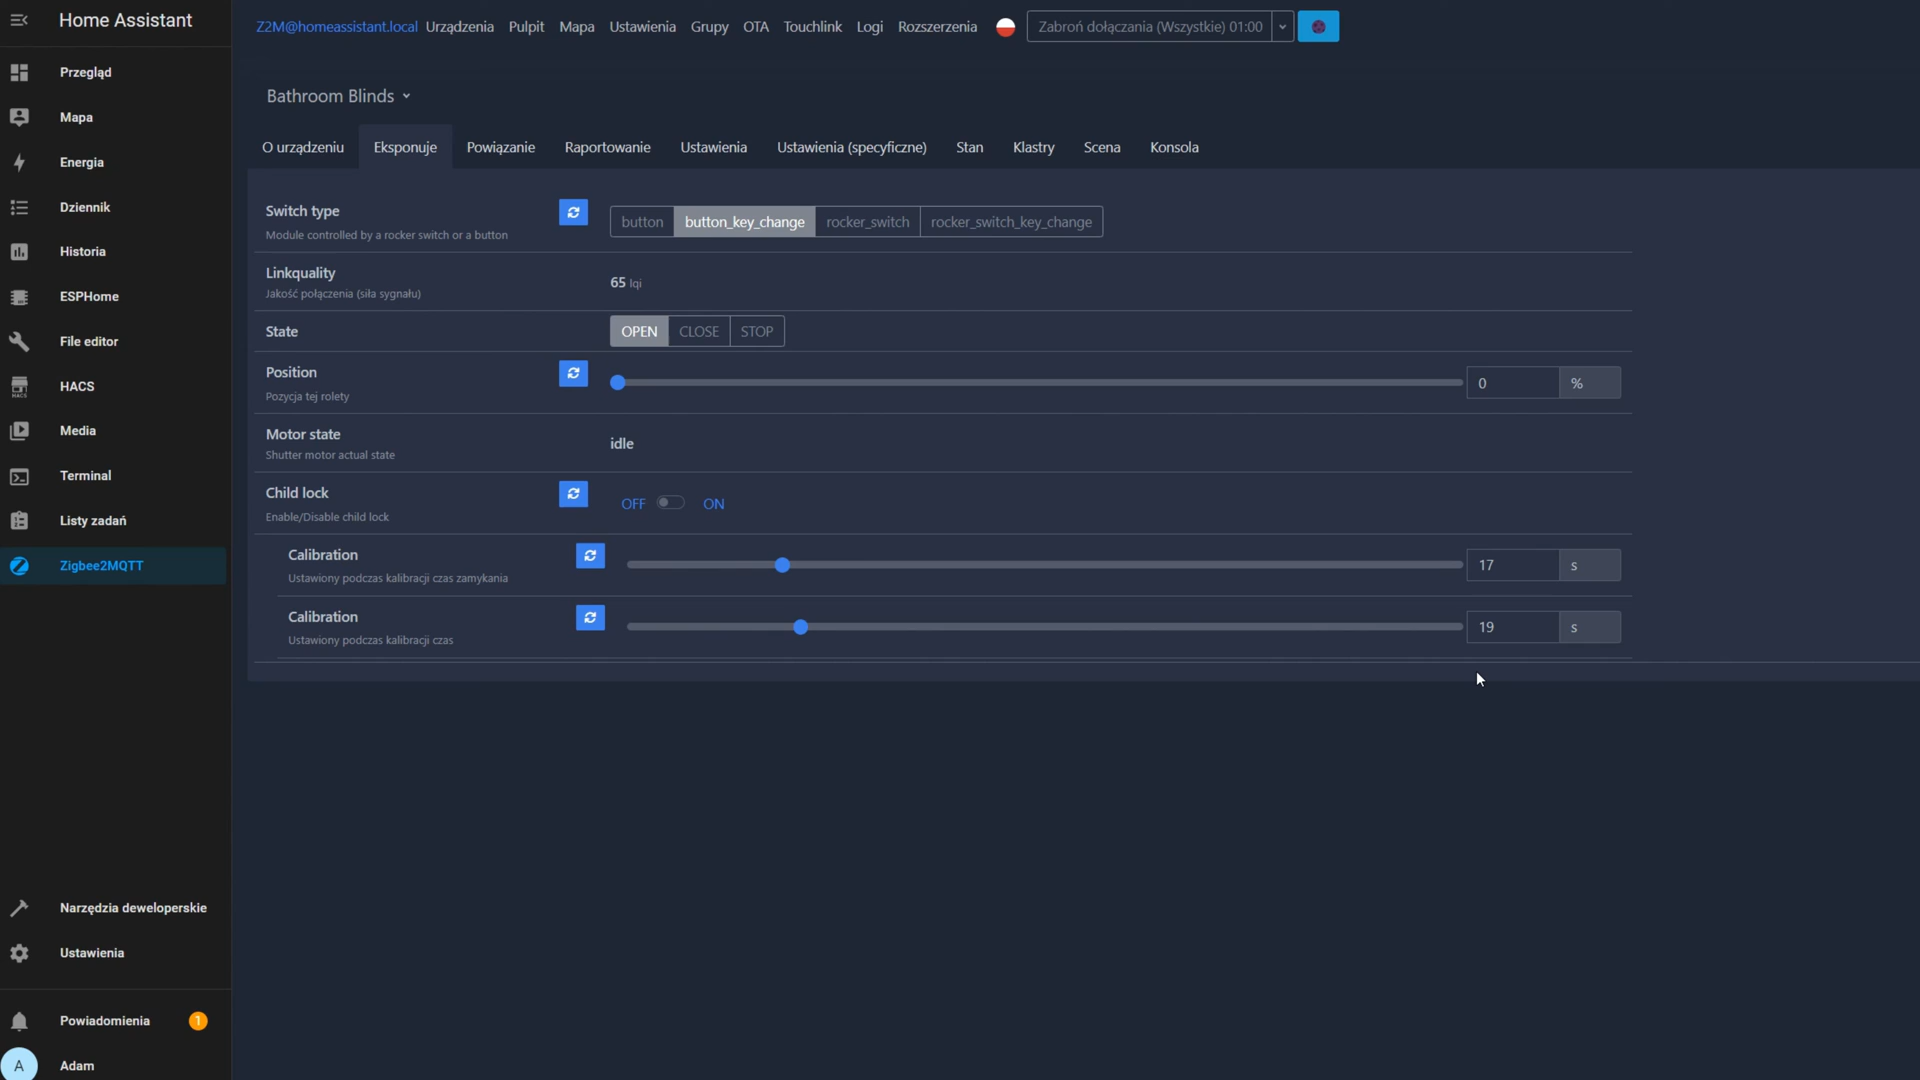 Home Assistant
Przegląd
Mapa
Energia
Dziennik
Historia
ESPHome
File editor
HACS
HACS
Media
Terminal
Listy zadań
Zigbee2MQTT
Narzędzia deweloperskie
Ustawienia
Powiadomienia 1
A Adam
Z2M@homeassistant.local Urządzenia Pulpit Mapa Ustawienia Grupy OTA Touchlink Logi Rozszerzenia Zabroń dołączania (Wszystkie) 01:00
Bathroom Blinds
O urządzeniu Eksponuje Powiązanie Raportowanie Ustawienia Ustawienia (specyficzne) Stan Klastry Scena Konsola
Switch type
Module controlled by a rocker switch or a button
button button_key_change rocker_switch rocker_switch_key_change
Linkquality
Jakość połączenia (siła sygnału)
65 lqi
State
OPEN CLOSE STOP
Position
Pozycja tej rolety
0 %
Motor state
Shutter motor actual state
idle
Child lock
Enable/Disable child lock
OFF ON
Calibration
Ustawiony podczas kalibracji czas zamykania
17 s
Calibration
Ustawiony podczas kalibracji czas
19 s